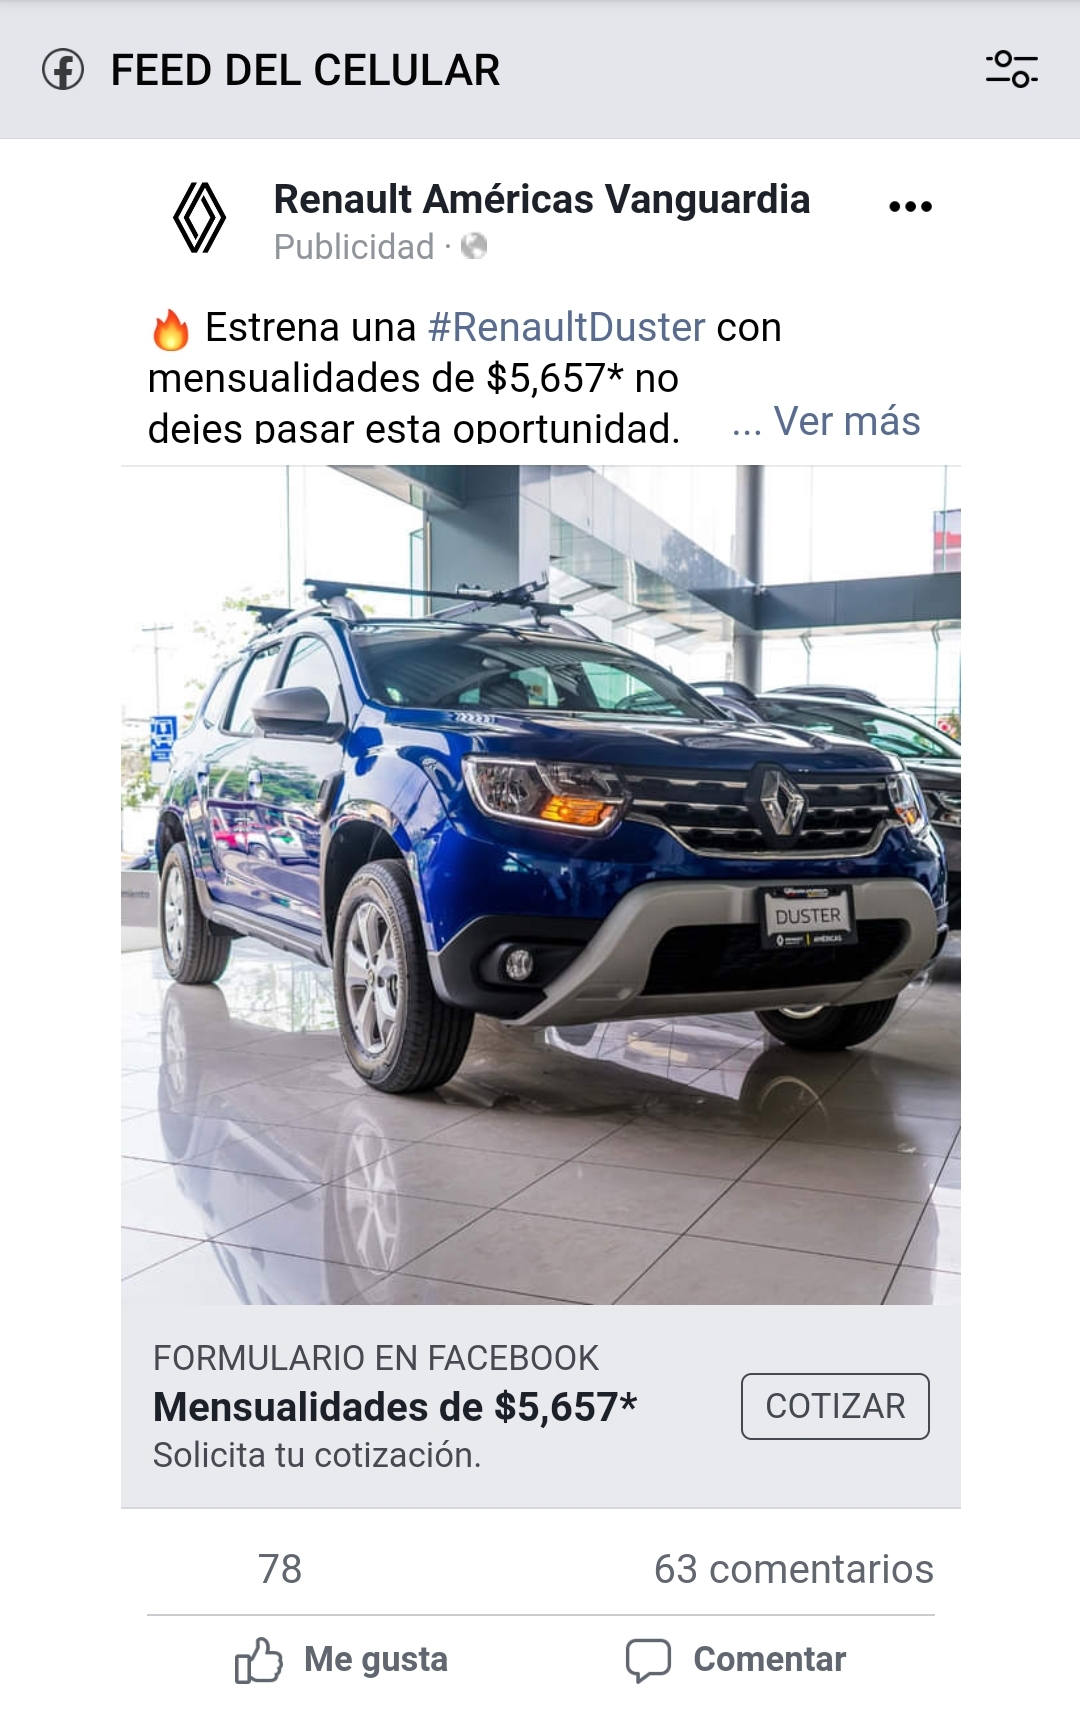 FEED DEL CELULAR
Renault Américas Vanguardia
Publicidad ·
🔥 Estrena una #RenaultDuster con
mensualidades de $5,657* no
dejes pasar esta oportunidad. ... Ver más
miento
DUSTER
AMÉRICAS
FORMULARIO EN FACEBOOK
Mensualidades de $5,657*
Solicita tu cotización.
COTIZAR
78
63 comentarios
Me gusta
Comentar